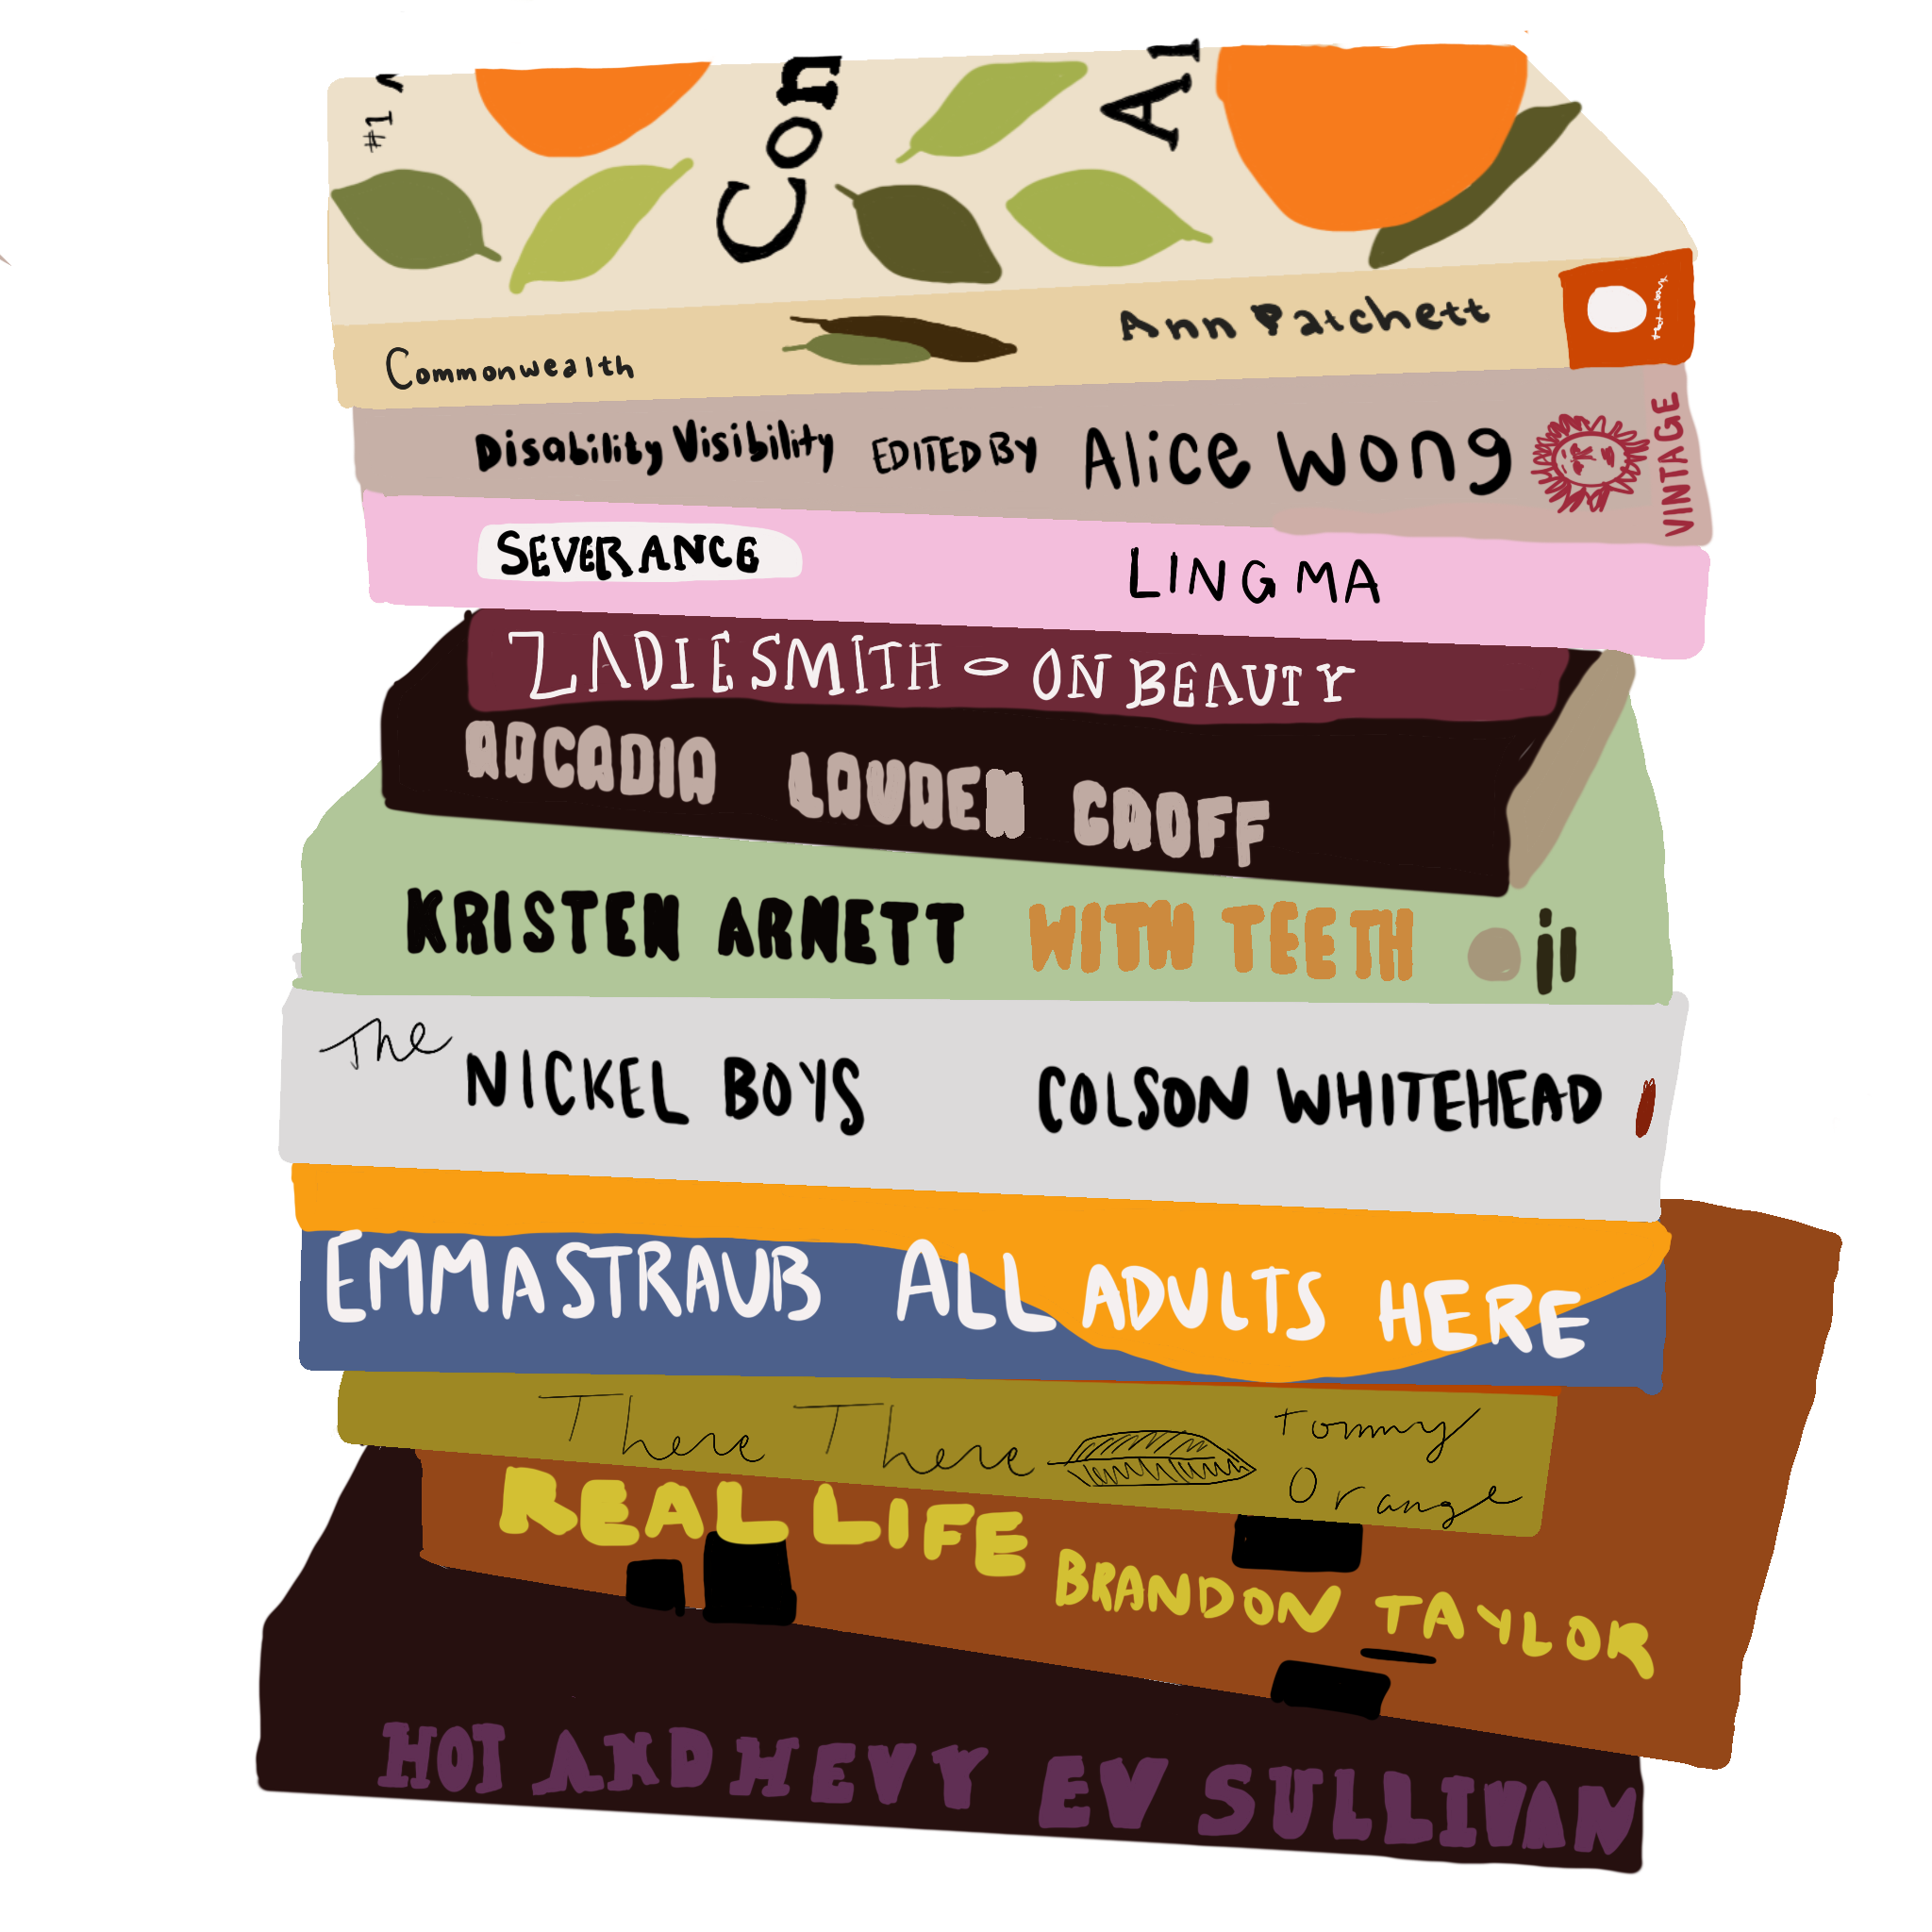 #1
Con
Al
Commonwealth Ann Patchett
Disability Visibility EDITED BY Alice Wong VINTAGE
SEVERANCE LING MA
ZADIE SMITH ON BEAUTY
ARCADIA LAUREN GROFF
KRISTEN ARNETT WITH TEETH
The NICKEL BOYS COLSON WHITEHEAD
EMMA STRAUB ALL ADULTS HERE
There There Tommy Orange
REAL LIFE BRANDON TAYLOR
HOT AND HEVY EV SULLIVAN